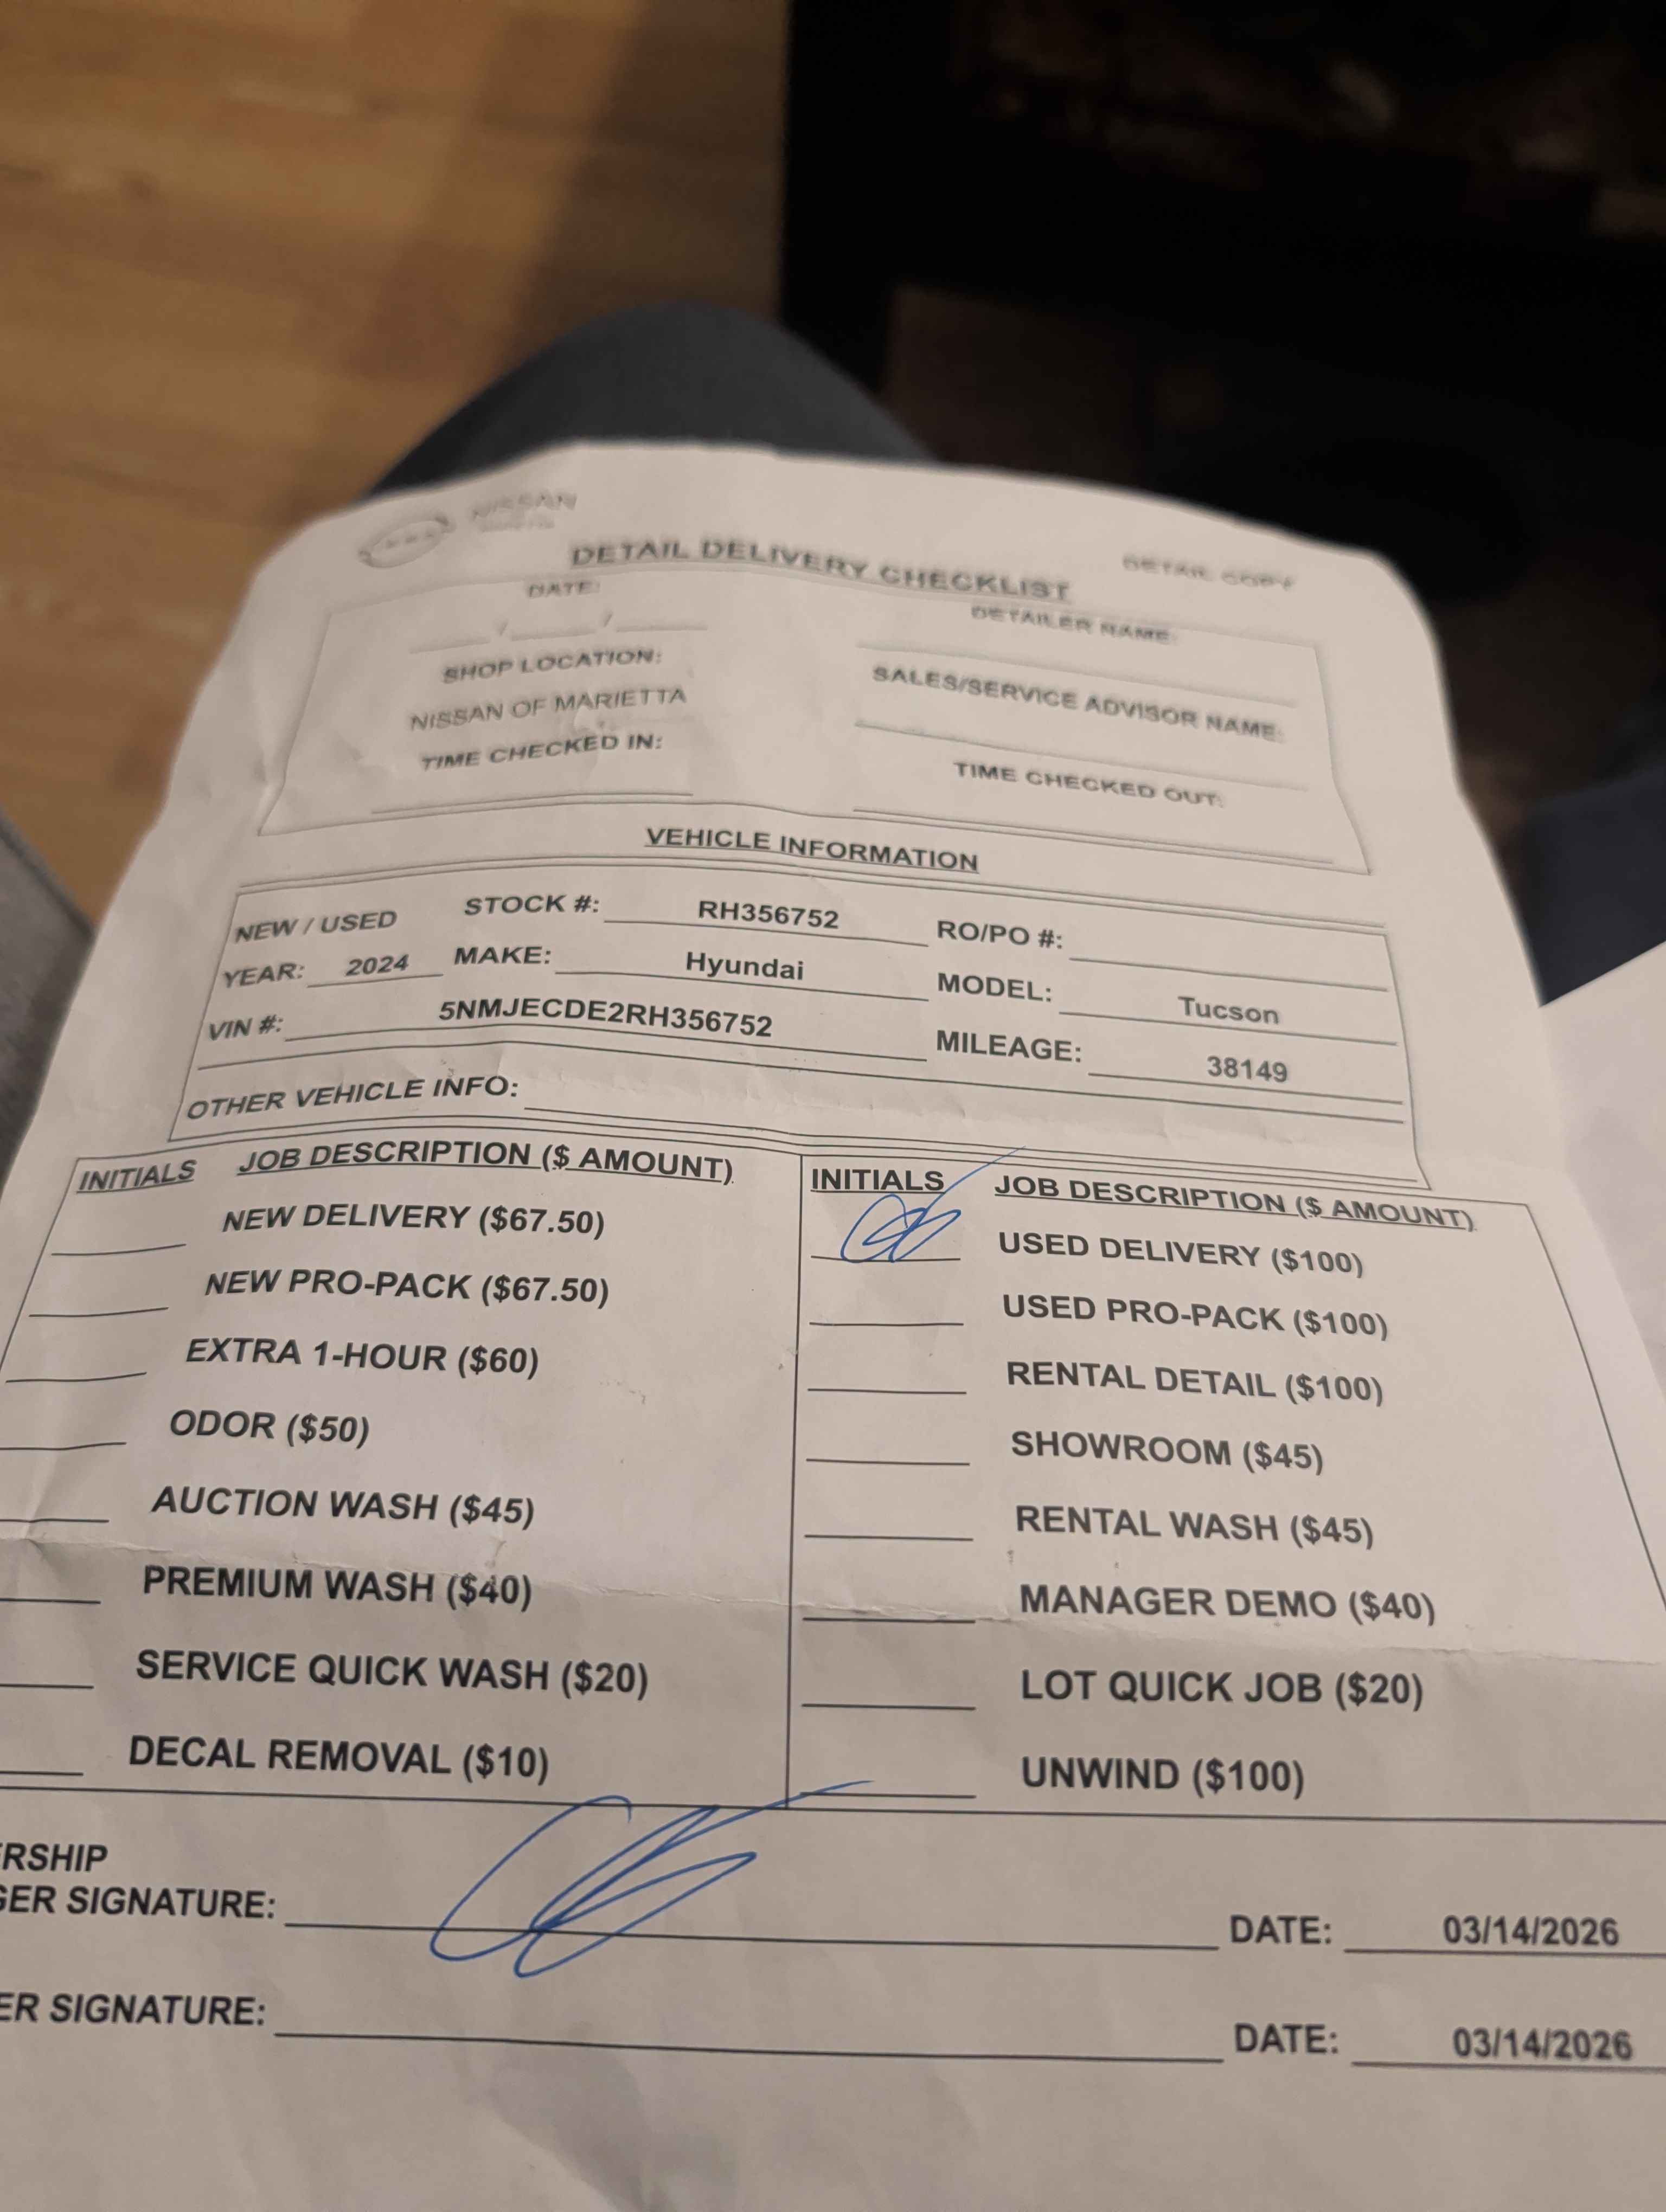 NISSAN
DETAIL DELIVERY CHECKLIST
DETAIL COPY
DATE:
/ /
DETAILER NAME:
SHOP LOCATION:
NISSAN OF MARIETTA
SALES/SERVICE ADVISOR NAME:
TIME CHECKED IN:
TIME CHECKED OUT:
VEHICLE INFORMATION
NEW / USED STOCK #: RH356752 RO/PO #:
YEAR: 2024 MAKE: Hyundai MODEL: Tucson
VIN #: 5NMJECDE2RH356752 MILEAGE: 38149
OTHER VEHICLE INFO:
INITIALS JOB DESCRIPTION ($ AMOUNT)
NEW DELIVERY ($67.50)
NEW PRO-PACK ($67.50)
EXTRA 1-HOUR ($60)
ODOR ($50)
AUCTION WASH ($45)
PREMIUM WASH ($40)
SERVICE QUICK WASH ($20)
DECAL REMOVAL ($10)
INITIALS JOB DESCRIPTION ($ AMOUNT)
USED DELIVERY ($100)
USED PRO-PACK ($100)
RENTAL DETAIL ($100)
SHOWROOM ($45)
RENTAL WASH ($45)
MANAGER DEMO ($40)
LOT QUICK JOB ($20)
UNWIND ($100)
ERSHIP
GER SIGNATURE: DATE: 03/14/2026
ER SIGNATURE: DATE: 03/14/2026